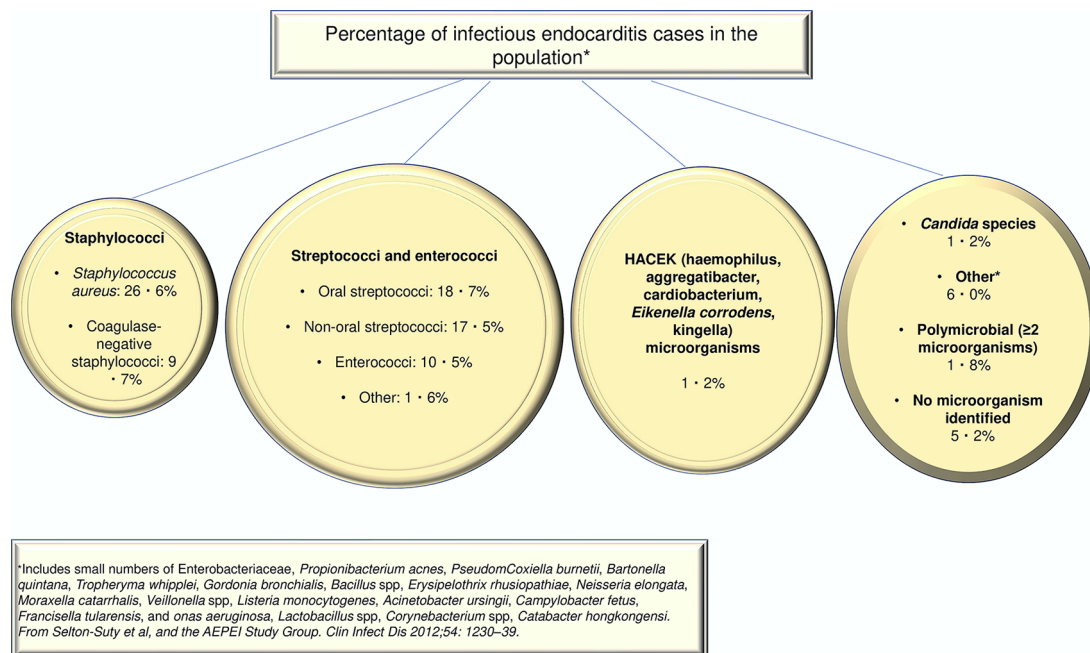 Percentage of infectious endocarditis cases in the
population*
Staphylococci
• Staphylococcus
aureus: 26・6%
• Coagulase-
negative
staphylococci: 9
・7%
Streptococci and enterococci
• Oral streptococci: 18・7%
• Non-oral streptococci: 17・5%
• Enterococci: 10・5%
• Other: 1・6%
HACEK (haemophilus,
aggregatibacter,
cardiobacterium,
Eikenella corrodens,
kingella)
microorganisms
1・2%
• Candida species
1・2%
• Other*
6・0%
• Polymicrobial (≥2
microorganisms)
1・8%
• No microorganism
identified
5・2%
*Includes small numbers of Enterobacteriaceae, Propionibacterium acnes, PseudomCoxiella burnetii, Bartonella
quintana, Tropheryma whipplei, Gordonia bronchialis, Bacillus spp, Erysipelothrix rhusiopathiae, Neisseria elongata,
Moraxella catarrhalis, Veillonella spp, Listeria monocytogenes, Acinetobacter ursingii, Campylobacter fetus,
Francisella tularensis, and onas aeruginosa, Lactobacillus spp, Corynebacterium spp, Catabacter hongkongensi.
From Selton-Suty et al, and the AEPEI Study Group. Clin Infect Dis 2012;54: 1230–39.